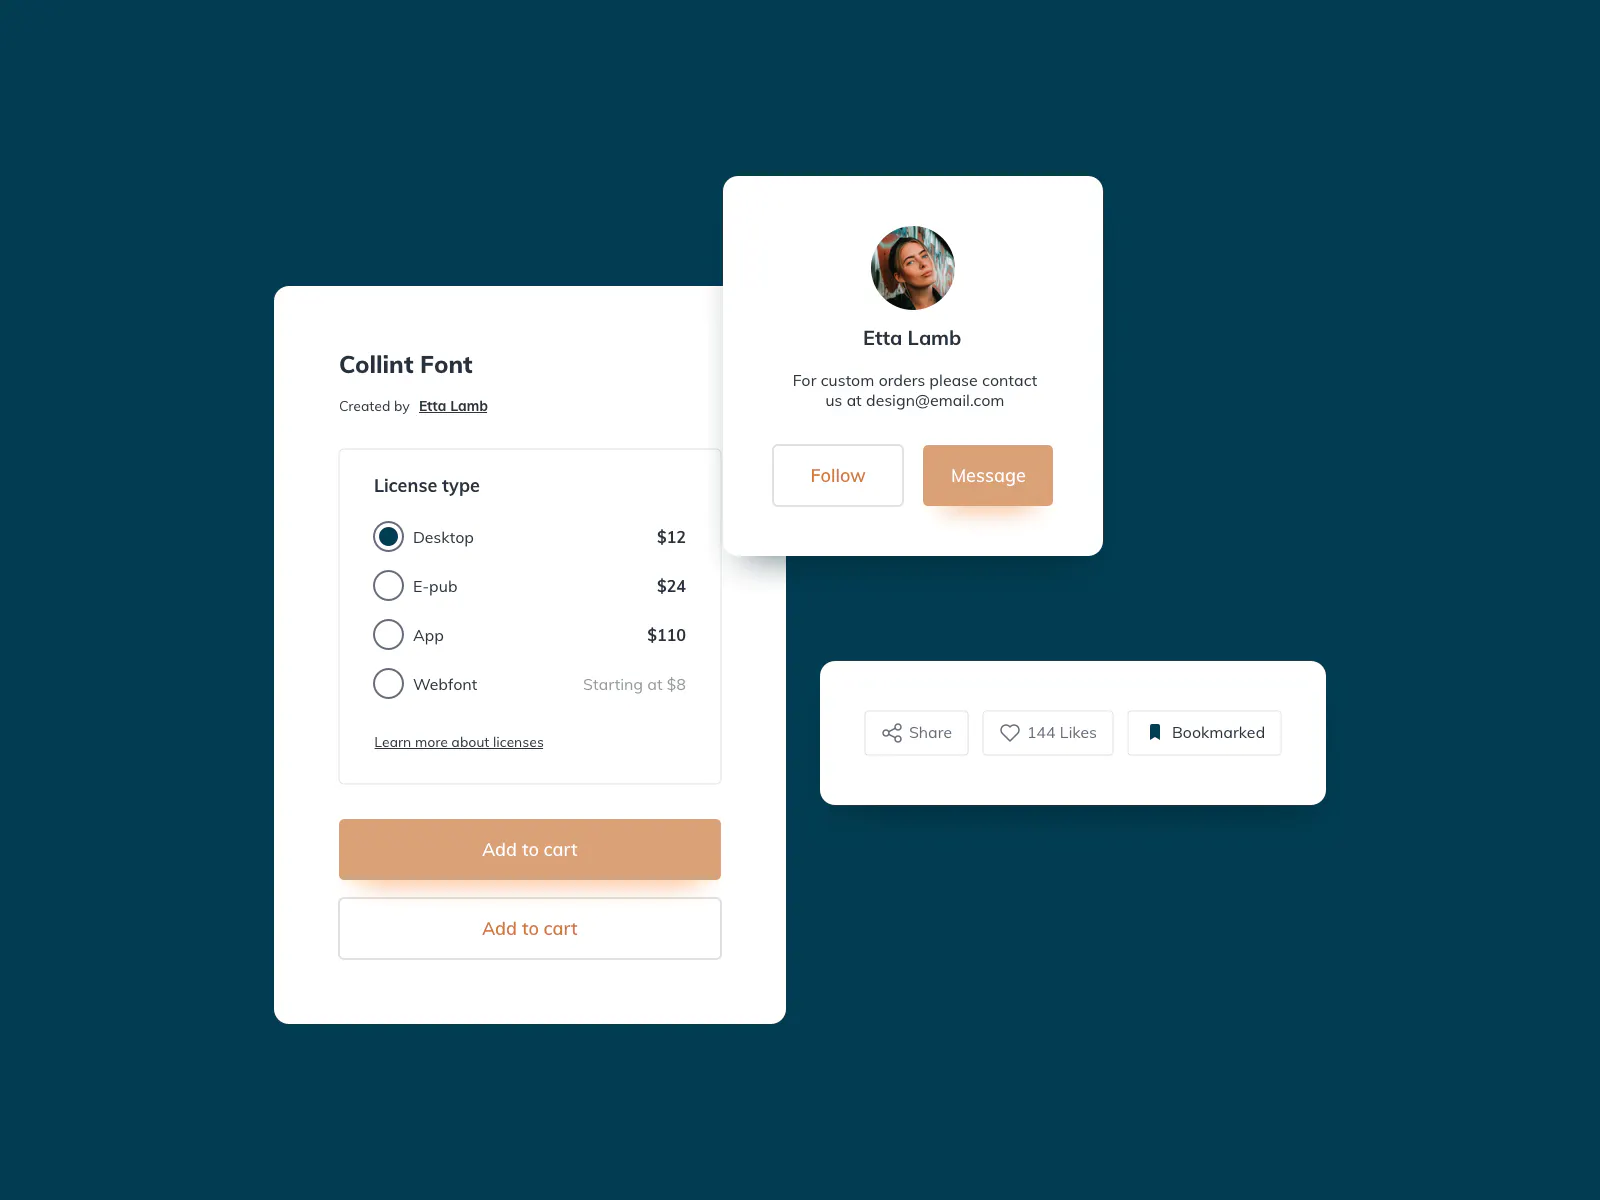 Collint Font
Created by Etta Lamb
License type
Desktop $12
E-pub $24
App $110
Webfont Starting at $8
Learn more about licenses
Add to cart
Add to cart
Etta Lamb
For custom orders please contact
us at design@email.com
Follow Message
Share 144 Likes Bookmarked